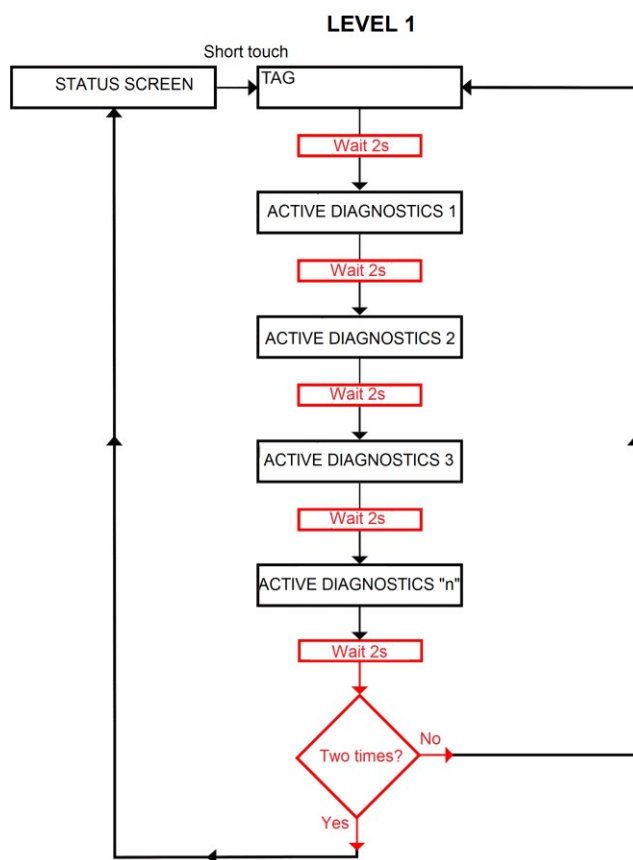 LEVEL 1
Short touch
STATUS SCREEN
TAG
Wait 2s
ACTIVE DIAGNOSTICS 1
Wait 2s
ACTIVE DIAGNOSTICS 2
Wait 2s
ACTIVE DIAGNOSTICS 3
Wait 2s
ACTIVE DIAGNOSTICS "n"
Wait 2s
Two times?
No
Yes